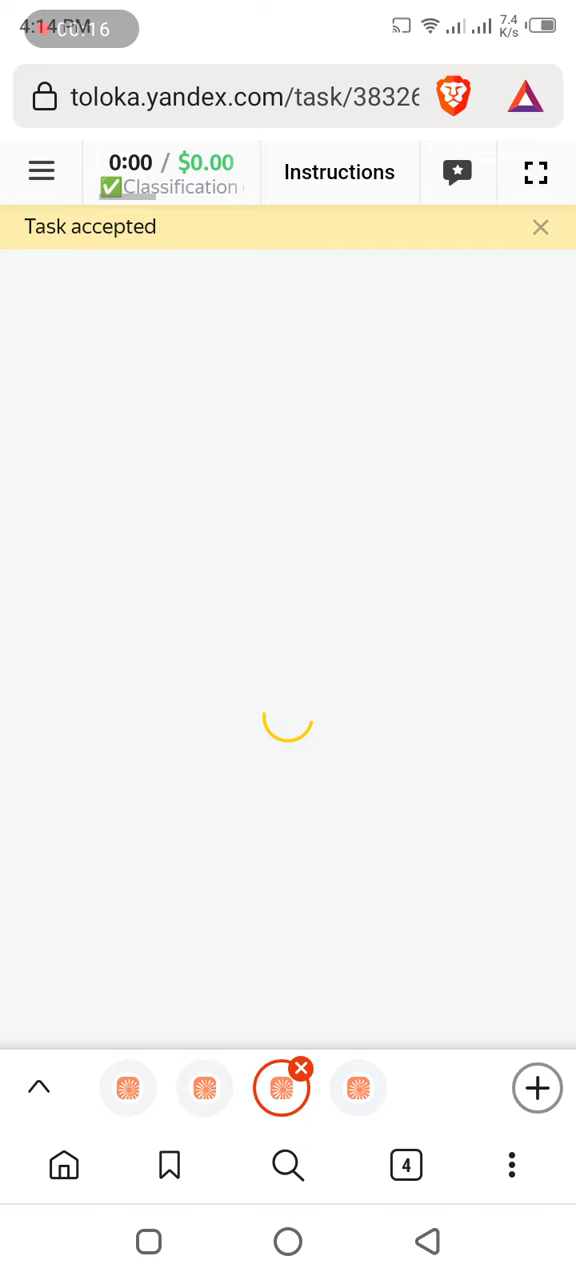 4:14 PM 00:16 7.4 K/s
toloka.yandex.com/task/38326
0:00 / $0.00
✅Classification
Instructions
Task accepted
4